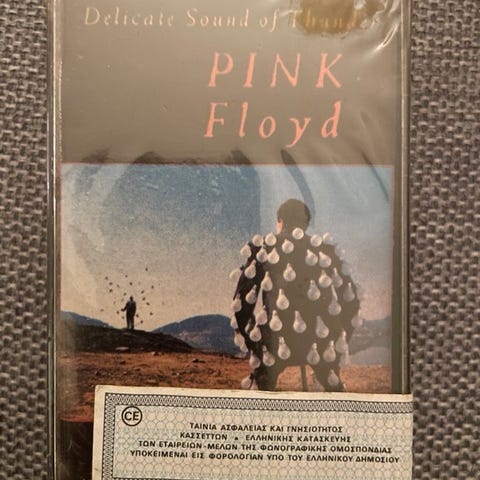 Delicate Sound of Thunder
PINK
Floyd
CE
ΤΑΙΝΙΑ ΑΣΦΑΛΕΙΑΣ ΚΑΙ ΓΝΗΣΙΟΤΗΤΟΣ
ΚΑΣΣΕΤΤΩΝ • ΕΛΛΗΝΙΚΗΣ ΚΑΤΑΣΚΕΥΗΣ
ΤΩΝ ΕΤΑΙΡΕΙΩΝ-ΜΕΛΩΝ ΤΗΣ ΦΩΝΟΓΡΑΦΙΚΗΣ ΟΜΟΣΠΟΝΔΙΑΣ
ΥΠΟΚΕΙΜΕΝΑΙ ΕΙΣ ΦΟΡΟΛΟΓΙΑΝ ΥΠΟ ΤΟΥ ΕΛΛΗΝΙΚΟΥ ΔΗΜΟΣΙΟΥ